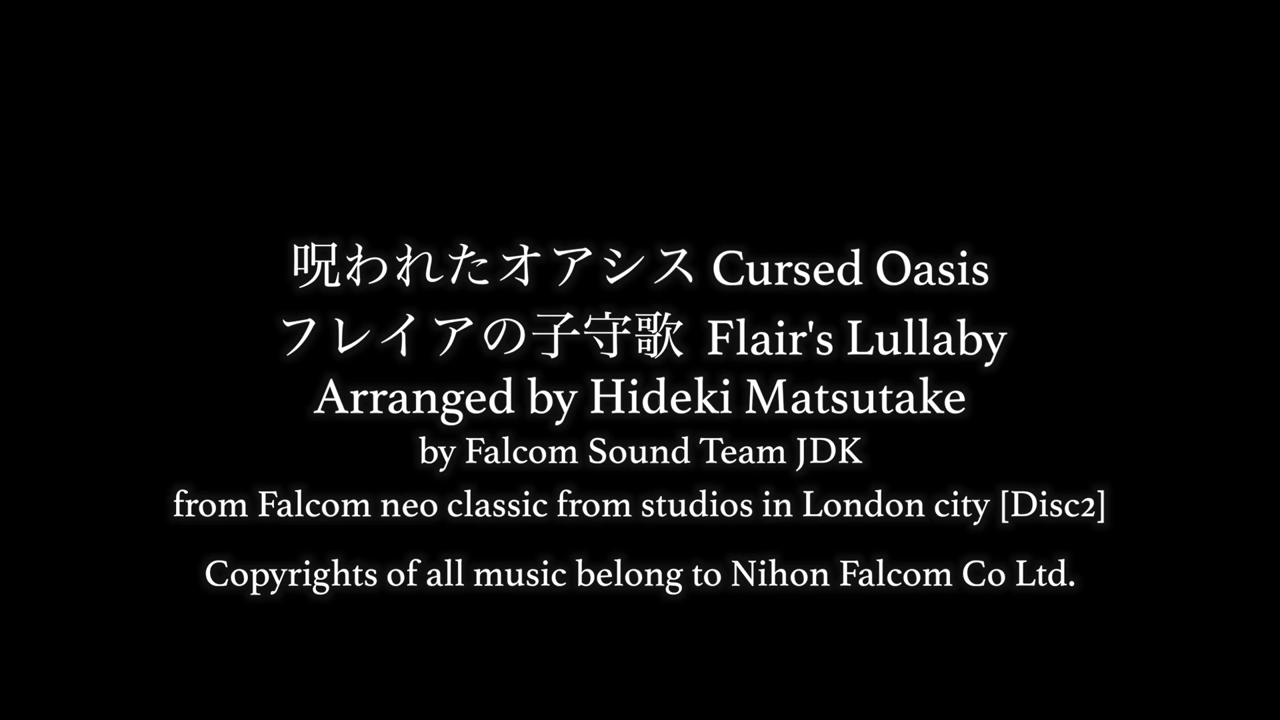 呪われたオアシス Cursed Oasis
フレイアの子守歌 Flair's Lullaby
Arranged by Hideki Matsutake
by Falcom Sound Team JDK
from Falcom neo classic from studios in London city [Disc2]
Copyrights of all music belong to Nihon Falcom Co Ltd.